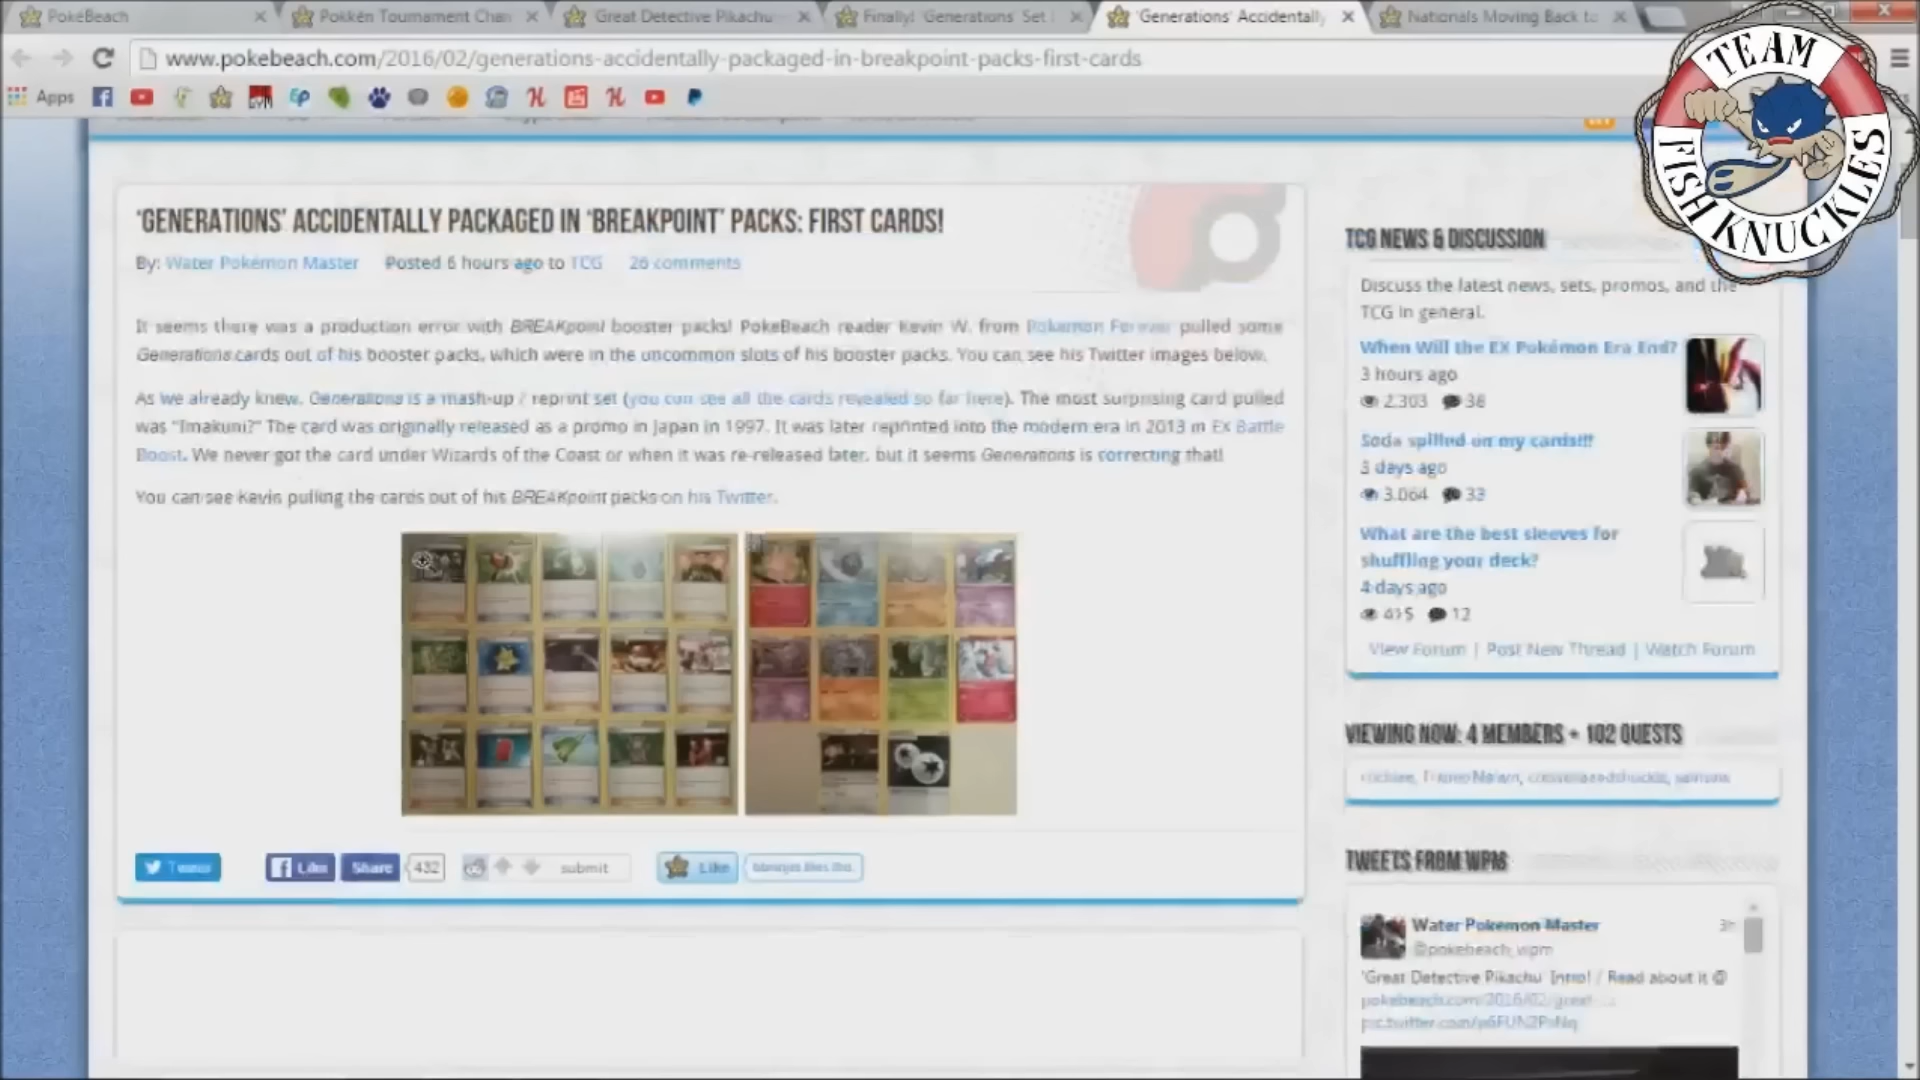 PokéBeach
Pokkén Tournament Chan
Great Detective Pikachu
Finally! 'Generations' Set
'Generations' Accidentally
Nationals Moving Back to
www.pokebeach.com/2016/02/generations-accidentally-packaged-in-breakpoint-packs-first-cards
Apps
TEAM
FISH KNUCKLES
'GENERATIONS' ACCIDENTALLY PACKAGED IN 'BREAKPOINT' PACKS: FIRST CARDS!
By: Water Pokémon Master Posted 6 hours ago to TCG 26 comments
It seems there was a production error with BREAKpoint booster packs! PokeBeach reader Kevin W. from Pokemon Forever pulled some
Generations cards out of his booster packs, which were in the uncommon slots of his booster packs. You can see his Twitter images below.
As we already knew, Generations is a mash-up / reprint set (you can see all the cards revealed so far here). The most surprising card pulled
was "Imakuni?" The card was originally released as a promo in Japan in 1997. It was later reprinted into the modern era in 2013 in EX Battle
Boost. We never got the card under Wizards of the Coast or when it was re-released later, but it seems Generations is correcting that!
You can see Kevin pulling the cards out of his BREAKpoint packs on his Twitter.
Tweet
Like Share 432
submit
Like
TCG NEWS & DISCUSSION
Discuss the latest news, sets, promos, and the
TCG in general.
When Will the EX Pokémon Era End?
3 hours ago
2,303 38
Soda spilled on my cards!!!
3 days ago
3,064 33
What are the best sleeves for
shuffling your deck?
4 days ago
415 12
View Forum | Post New Thread | Watch Forum
VIEWING NOW: 4 MEMBERS + 102 GUESTS
TWEETS FROM WPM
Water Pokemon Master 3h
@pokebeach_wpm
'Great Detective Pikachu' Intro! / Read about it @
pokebeach.com/2016/02/great-...